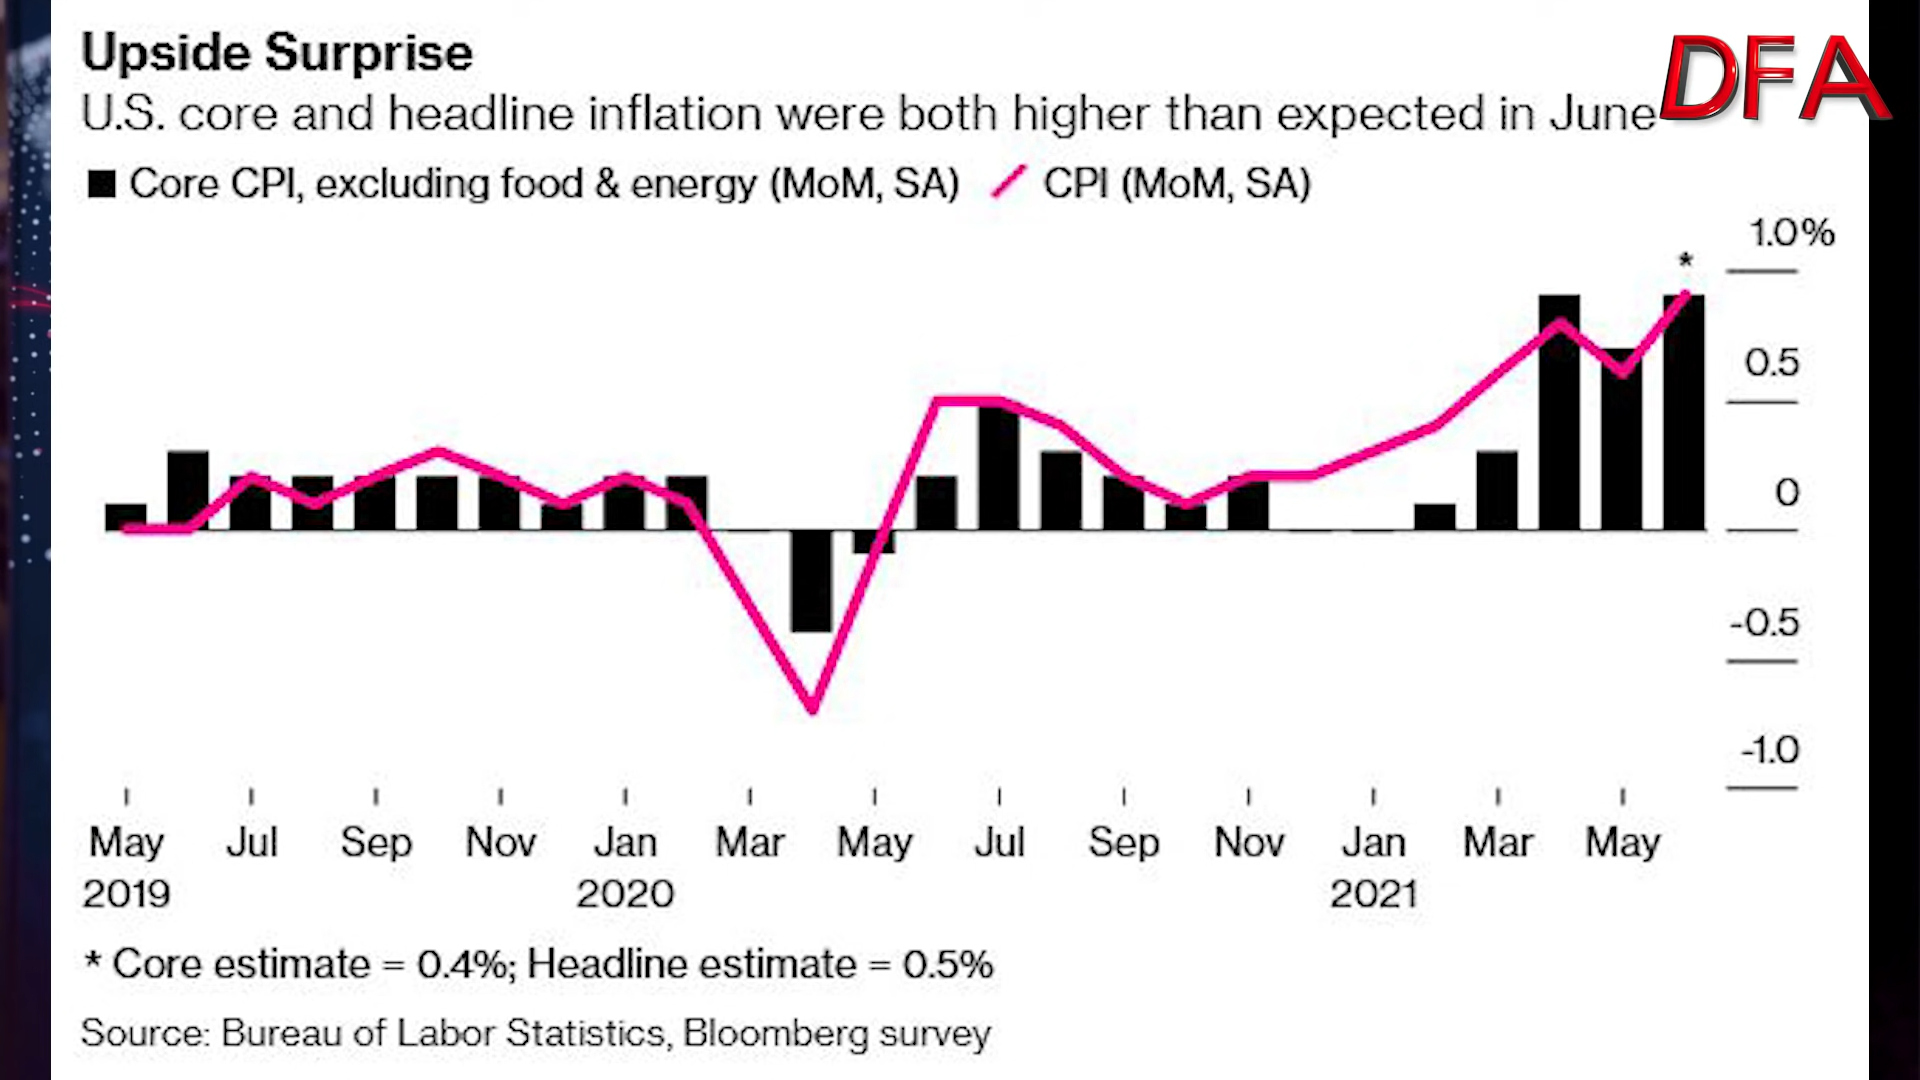 Upside Surprise
DFA
U.S. core and headline inflation were both higher than expected in June
Core CPI, excluding food & energy (MoM, SA) CPI (MoM, SA)
1.0%
*
0.5
0
-0.5
-1.0
May Jul Sep Nov Jan Mar May Jul Sep Nov Jan Mar May
2019 2020 2021
* Core estimate = 0.4%; Headline estimate = 0.5%
Source: Bureau of Labor Statistics, Bloomberg survey